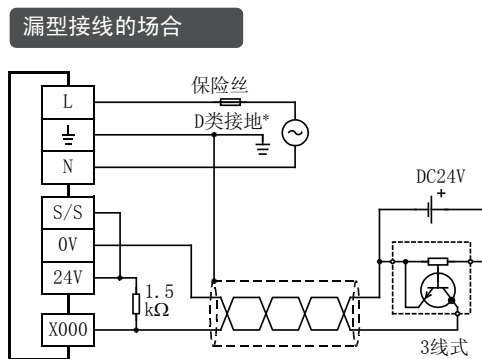 漏型接线的场合
保险丝
L
D类接地*
N
DC24V
+
S/S
0V
24V
1.5
kΩ
X000
3线式